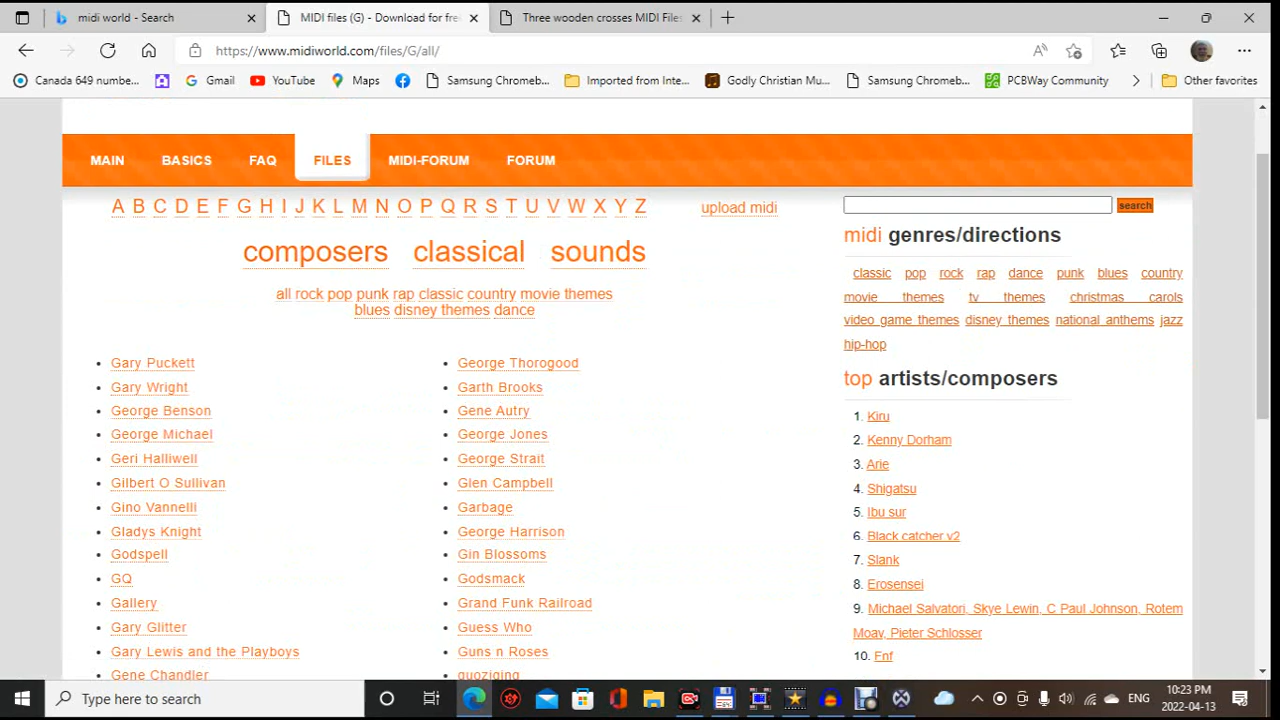 midi world - Search
MIDI files (G) - Download for fre
Three wooden crosses MIDI Files
https://www.midiworld.com/files/G/all/
Canada 649 numbe...
Gmail
YouTube
Maps
Samsung Chromeb...
Imported from Inte...
Godly Christian Mu...
Samsung Chromeb...
PCBWay Community
Other favorites
MAIN BASICS FAQ FILES MIDI-FORUM FORUM
A B C D E F G H I J K L M N O P Q R S T U V W X Y Z
upload midi
search
composers classical sounds
all rock pop punk rap classic country movie themes
blues disney themes dance
Gary Puckett
Gary Wright
George Benson
George Michael
Geri Halliwell
Gilbert O Sullivan
Gino Vannelli
Gladys Knight
Godspell
GQ
Gallery
Gary Glitter
Gary Lewis and the Playboys
Gene Chandler
George Thorogood
Garth Brooks
Gene Autry
George Jones
George Strait
Glen Campbell
Garbage
George Harrison
Gin Blossoms
Godsmack
Grand Funk Railroad
Guess Who
Guns n Roses
guoziqing
midi genres/directions
classic pop rock rap dance punk blues country
movie themes tv themes christmas carols
video game themes disney themes national anthems jazz
hip-hop
top artists/composers
1. Kiru
2. Kenny Dorham
3. Arie
4. Shigatsu
5. Ibu sur
6. Black catcher v2
7. Slank
8. Erosensei
9. Michael Salvatori, Skye Lewin, C Paul Johnson, Rotem
Moav, Pieter Schlosser
10. Fnf
Type here to search
ENG
10:23 PM
2022-04-13